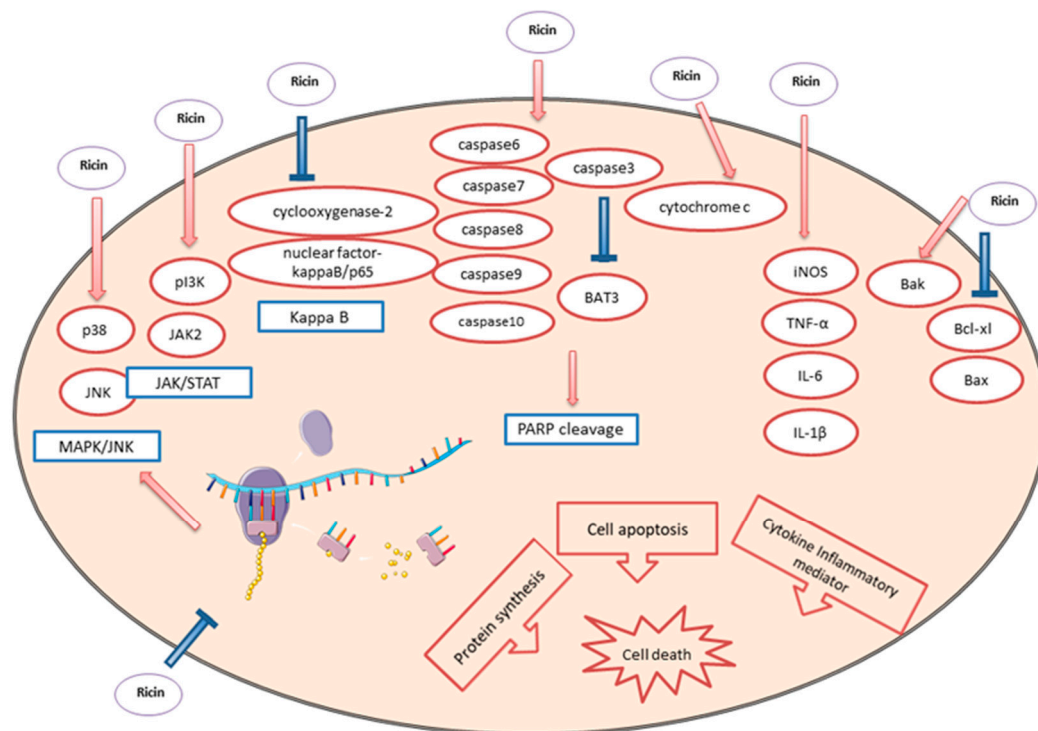 Ricin
Ricin
Ricin
Ricin
Ricin
Ricin
Ricin
caspase6
caspase3
caspase7
cytochrome c
cyclooxygenase-2
caspase8
nuclear factor-
kappaB/p65
caspase9
pI3K
iNOS
Bak
BAT3
Kappa B
caspase10
p38
JAK2
TNF-α
Bcl-xl
JNK
JAK/STAT
IL-6
Bax
MAPK/JNK
PARP cleavage
IL-1β
Cell apoptosis
Cytokine Inflammatory
mediator
Protein synthesis
Cell death
Ricin